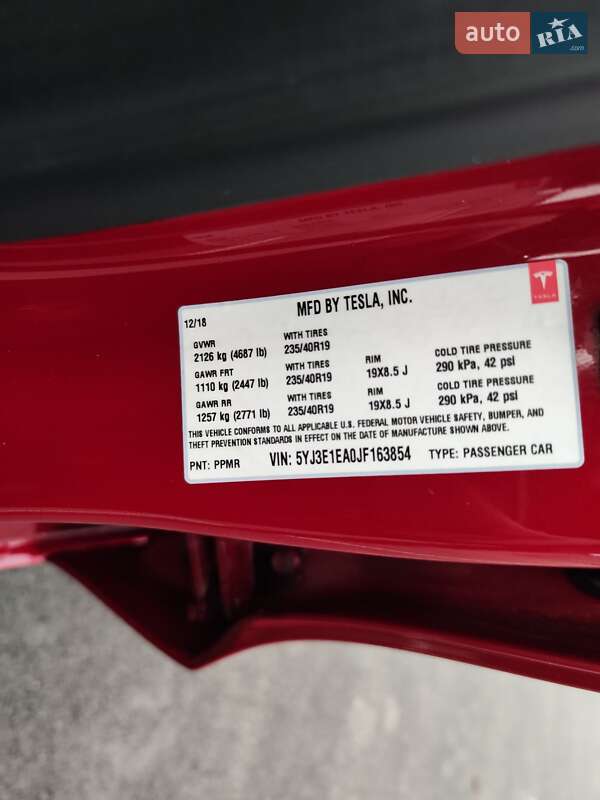 auto RIA.com
MFD BY TESLA, INC.
TESLA
12/18
GVWR WITH TIRES
2126 kg (4687 lb) 235/40R19
GAWR FRT WITH TIRES RIM COLD TIRE PRESSURE
1110 kg (2447 lb) 235/40R19 19X8.5 J 290 kPa, 42 psi
GAWR RR WITH TIRES RIM COLD TIRE PRESSURE
1257 kg (2771 lb) 235/40R19 19X8.5 J 290 kPa, 42 psi
THIS VEHICLE CONFORMS TO ALL APPLICABLE U.S. FEDERAL MOTOR VEHICLE SAFETY, BUMPER, AND
THEFT PREVENTION STANDARDS IN EFFECT ON THE DATE OF MANUFACTURE SHOWN ABOVE.
PNT: PPMR VIN: 5YJ3E1EA0JF163854 TYPE: PASSENGER CAR